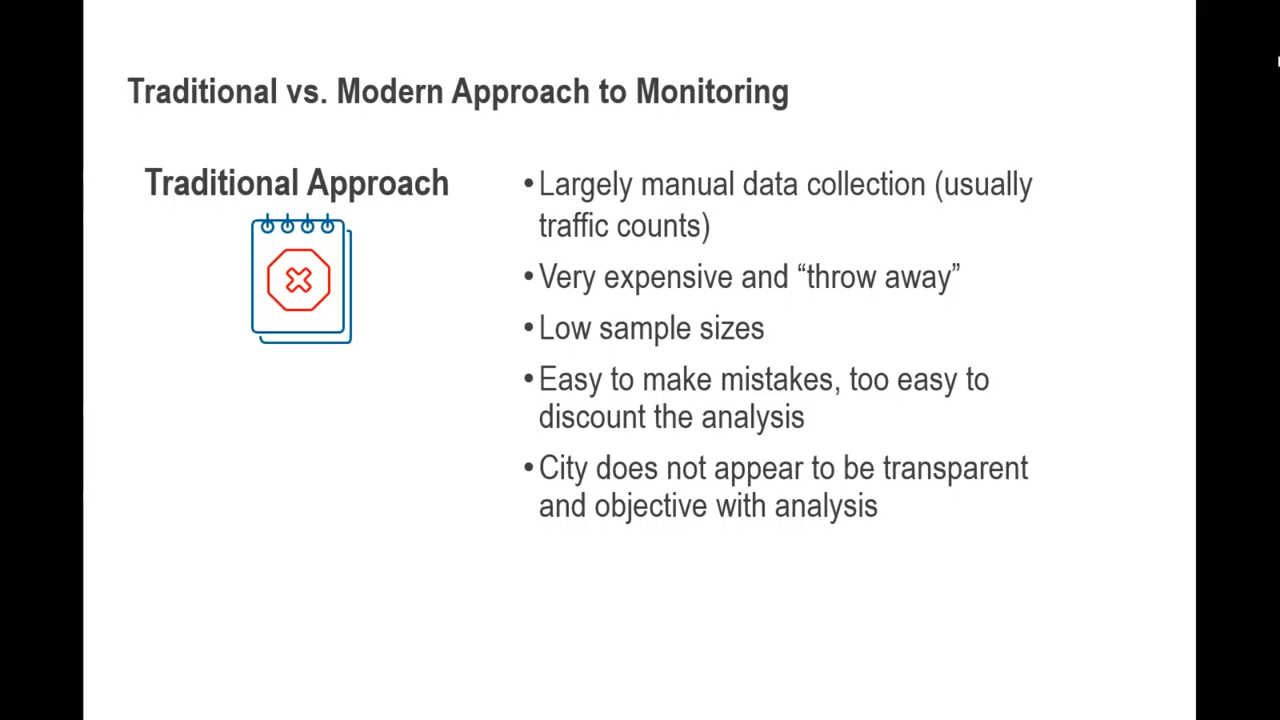 Traditional vs. Modern Approach to Monitoring
Traditional Approach
•Largely manual data collection (usually
traffic counts)
•Very expensive and “throw away”
•Low sample sizes
•Easy to make mistakes, too easy to
discount the analysis
•City does not appear to be transparent
and objective with analysis